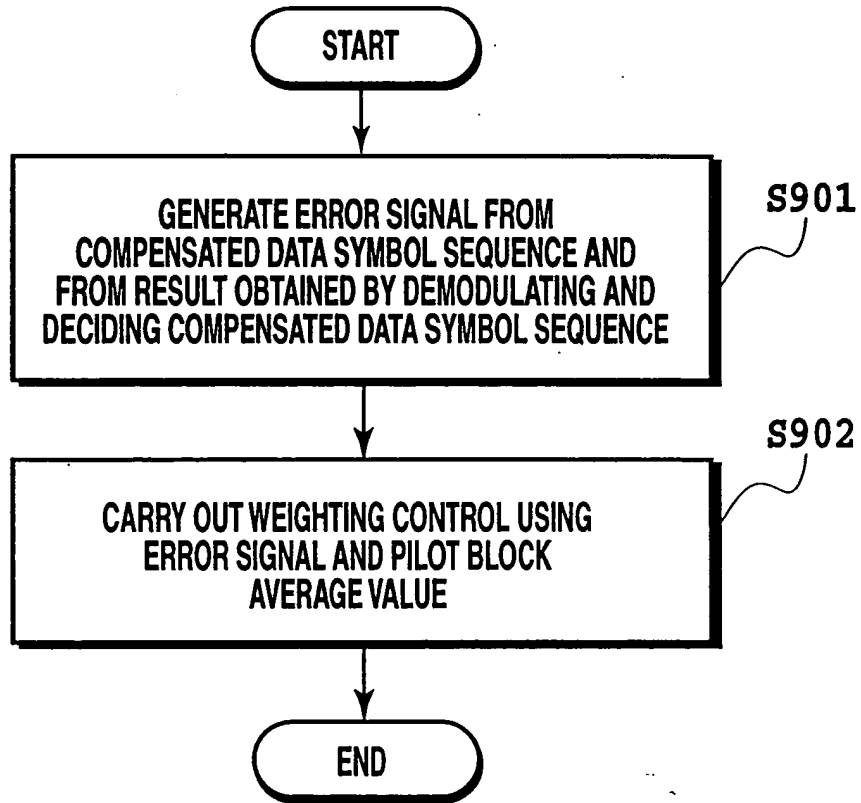 START
GENERATE ERROR SIGNAL FROM
COMPENSATED DATA SYMBOL SEQUENCE AND
FROM RESULT OBTAINED BY DEMODULATING AND
DECIDING COMPENSATED DATA SYMBOL SEQUENCE
S901
CARRY OUT WEIGHTING CONTROL USING
ERROR SIGNAL AND PILOT BLOCK
AVERAGE VALUE
S902
END